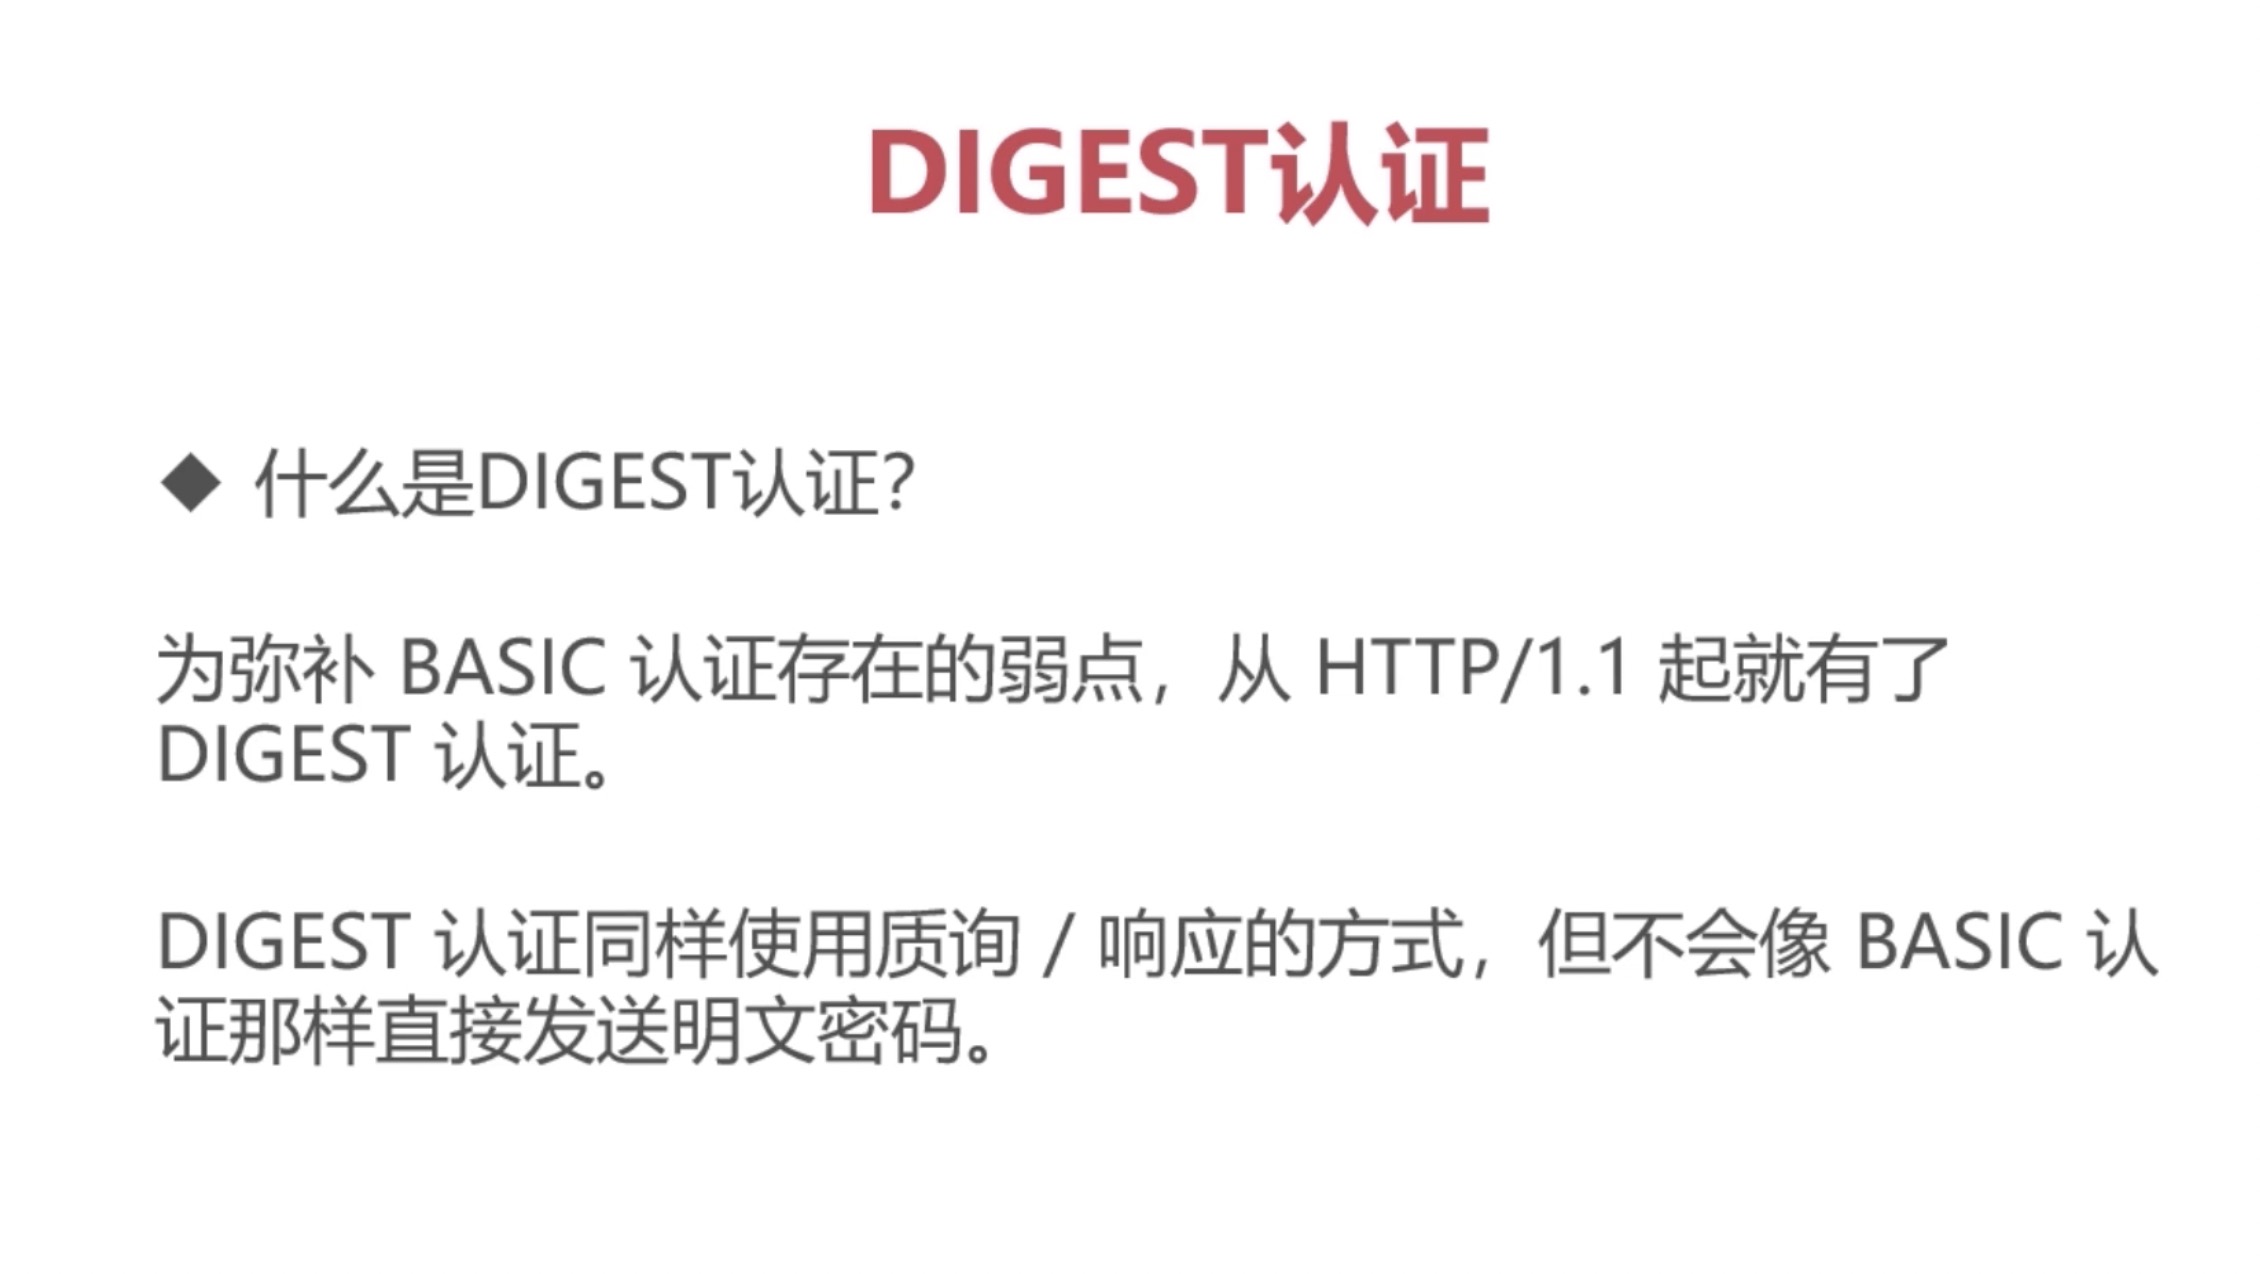 DIGEST认证
◆ 什么是DIGEST认证？
为弥补 BASIC 认证存在的弱点，从 HTTP/1.1 起就有了
DIGEST 认证。
DIGEST 认证同样使用质询 / 响应的方式，但不会像 BASIC 认
证那样直接发送明文密码。